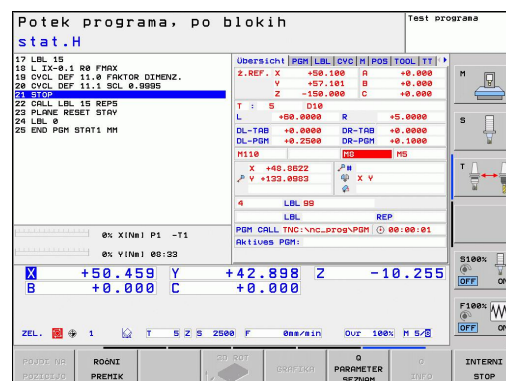 Potek programa, po blokih
stat.H
Test programa
17 LBL 15
18 L IX-0.1 R0 FMAX
19 CYCL DEF 11.0 FAKTOR DIMENZ.
20 CYCL DEF 11.1 SCL 0.9995
21 STOP
22 CALL LBL 15 REP5
23 PLANE RESET STAY
24 LBL 0
25 END PGM STAT1 MM
0% X[Nm] P1 -T1
0% Y[Nm] 08:33
Übersicht PGM LBL CYC M POS TOOL TT
Ž.REF. X +50.100 A +0.000
Y +57.101 B +0.000
Z -150.000 C +0.000
T : 5 D10
L +60.0000 R +5.0000
DL-TAB +0.0000 DR-TAB +0.0000
DL-PGM +0.2500 DR-PGM +0.1000
M110 M8 M5
X +48.8622
Y +133.0983 X Y
4 LBL 99
LBL REP
PGM CALL TNC:\nc_prog\PGM 00:00:01
Aktives PGM:
X +50.459 Y +42.898 Z -10.255
B +0.000 C +0.000
ZEL. 1 T 5 Z S 2500 F 0mm/min Ovr 100% M 5/8
M
S
T
S100%
OFF ON
F100%
OFF ON
POJDI NA POZICIJO
ROČNI PREMIK
3D ROT
GRAFIKA
Q PARAMETER SEZNAM
Q INFO
INTERNI STOP